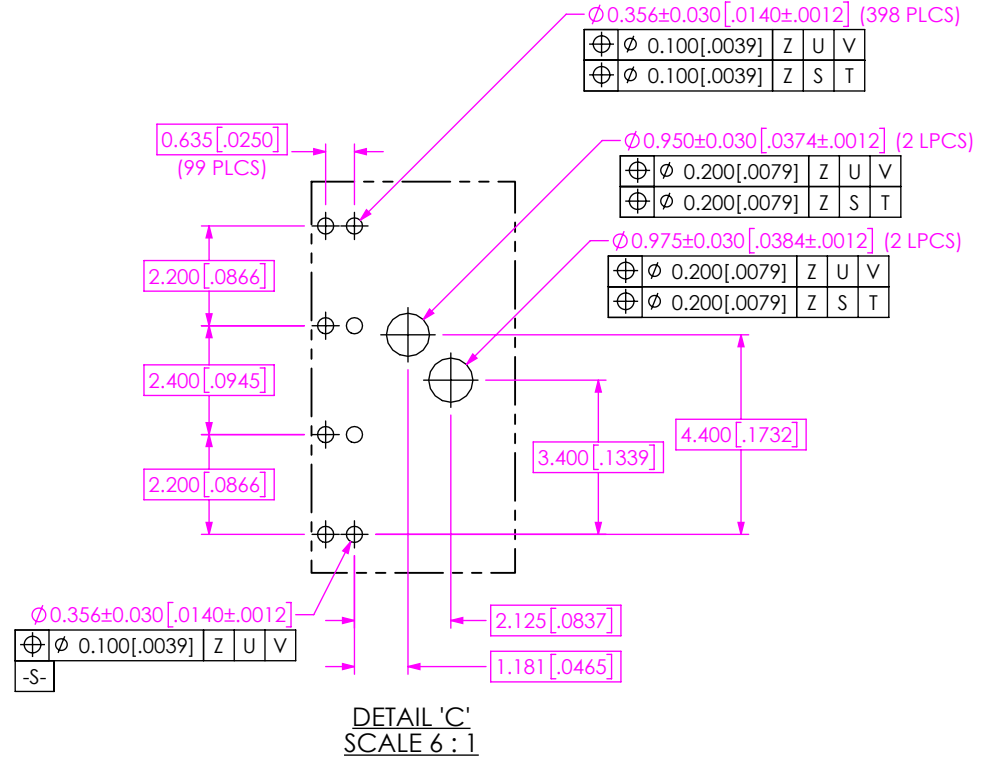 Ø0.356±0.030[.0140±.0012] (398 PLCS)
⌖ Ø 0.100[.0039] Z U V
⌖ Ø 0.100[.0039] Z S T
0.635[.0250]
(99 PLCS)
Ø0.950±0.030[.0374±.0012] (2 LPCS)
⌖ Ø 0.200[.0079] Z U V
⌖ Ø 0.200[.0079] Z S T
Ø0.975±0.030[.0384±.0012] (2 LPCS)
⌖ Ø 0.200[.0079] Z U V
⌖ Ø 0.200[.0079] Z S T
2.200[.0866]
2.400[.0945]
4.400[.1732]
3.400[.1339]
2.200[.0866]
Ø0.356±0.030[.0140±.0012]
⌖ Ø 0.100[.0039] Z U V
-S-
2.125[.0837]
1.181[.0465]
DETAIL 'C'
SCALE 6 : 1